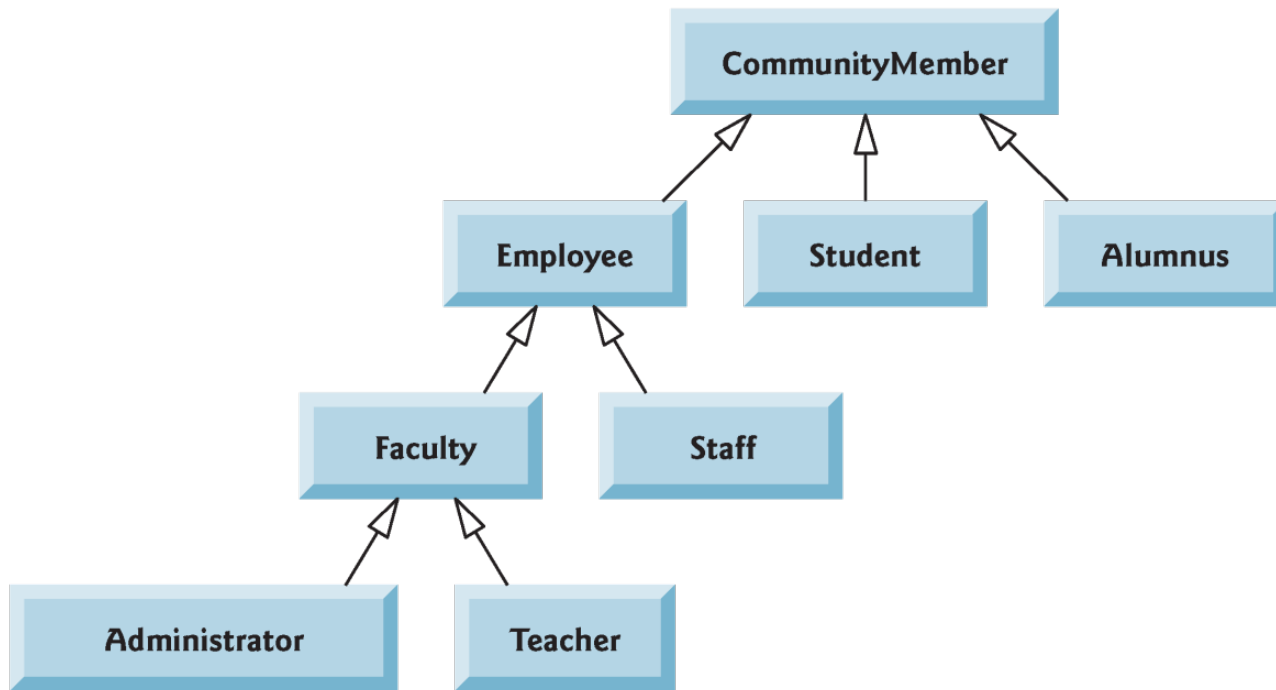 CommunityMember
Employee
Student
Alumnus
Faculty
Staff
Administrator
Teacher